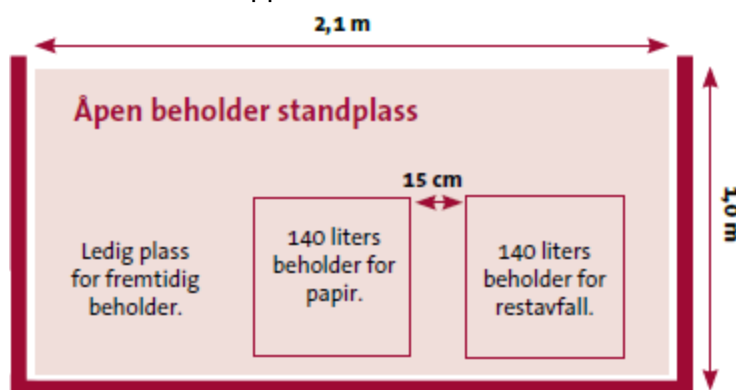 2,1 m
Åpen beholder standplass
15 cm
Ledig plass
for fremtidig
beholder.
140 liters
beholder for
papir.
140 liters
beholder for
restavfall.
1,0 m